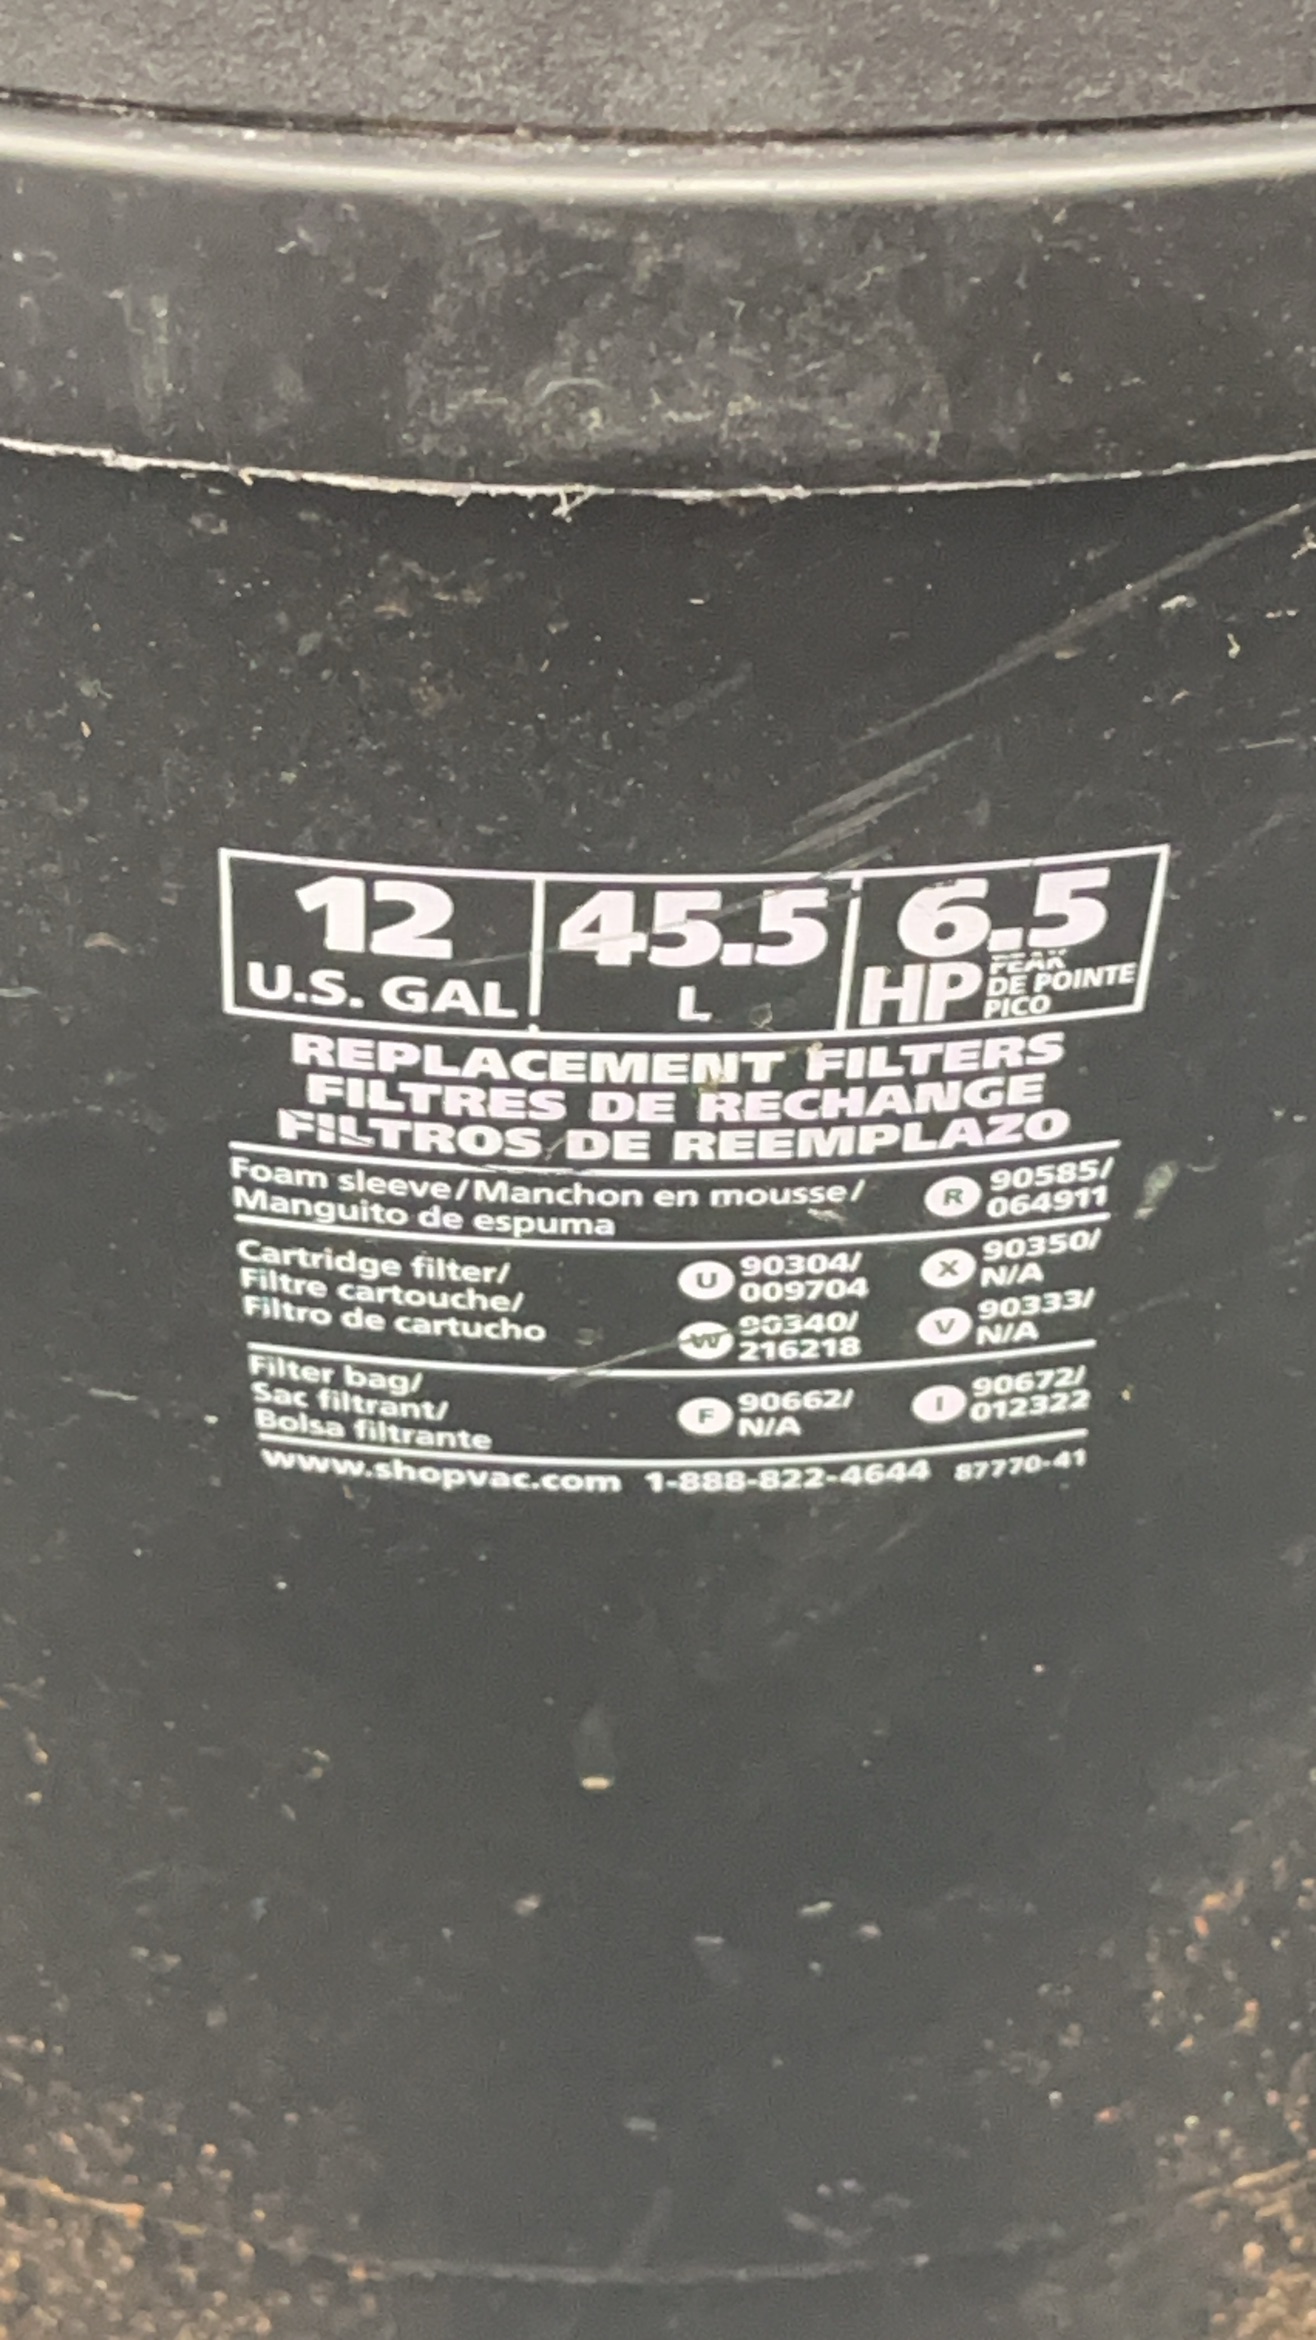 12 45.5 6.5
U.S. GAL L HP PEAK
DE POINTE
PICO
REPLACEMENT FILTERS
FILTRES DE RECHANGE
FILTROS DE REEMPLAZO
Foam sleeve/Manchon en mousse/
Manguito de espuma
R 90585/
064911
Cartridge filter/
Filtre cartouche/
Filtro de cartucho
U 90304/
009704
X 90350/
N/A
W 90340/
216218
V 90333/
N/A
Filter bag/
Sac filtrant/
Bolsa filtrante
F 90662/
N/A
I 90672/
012322
www.shopvac.com 1-888-822-4644 87770-41